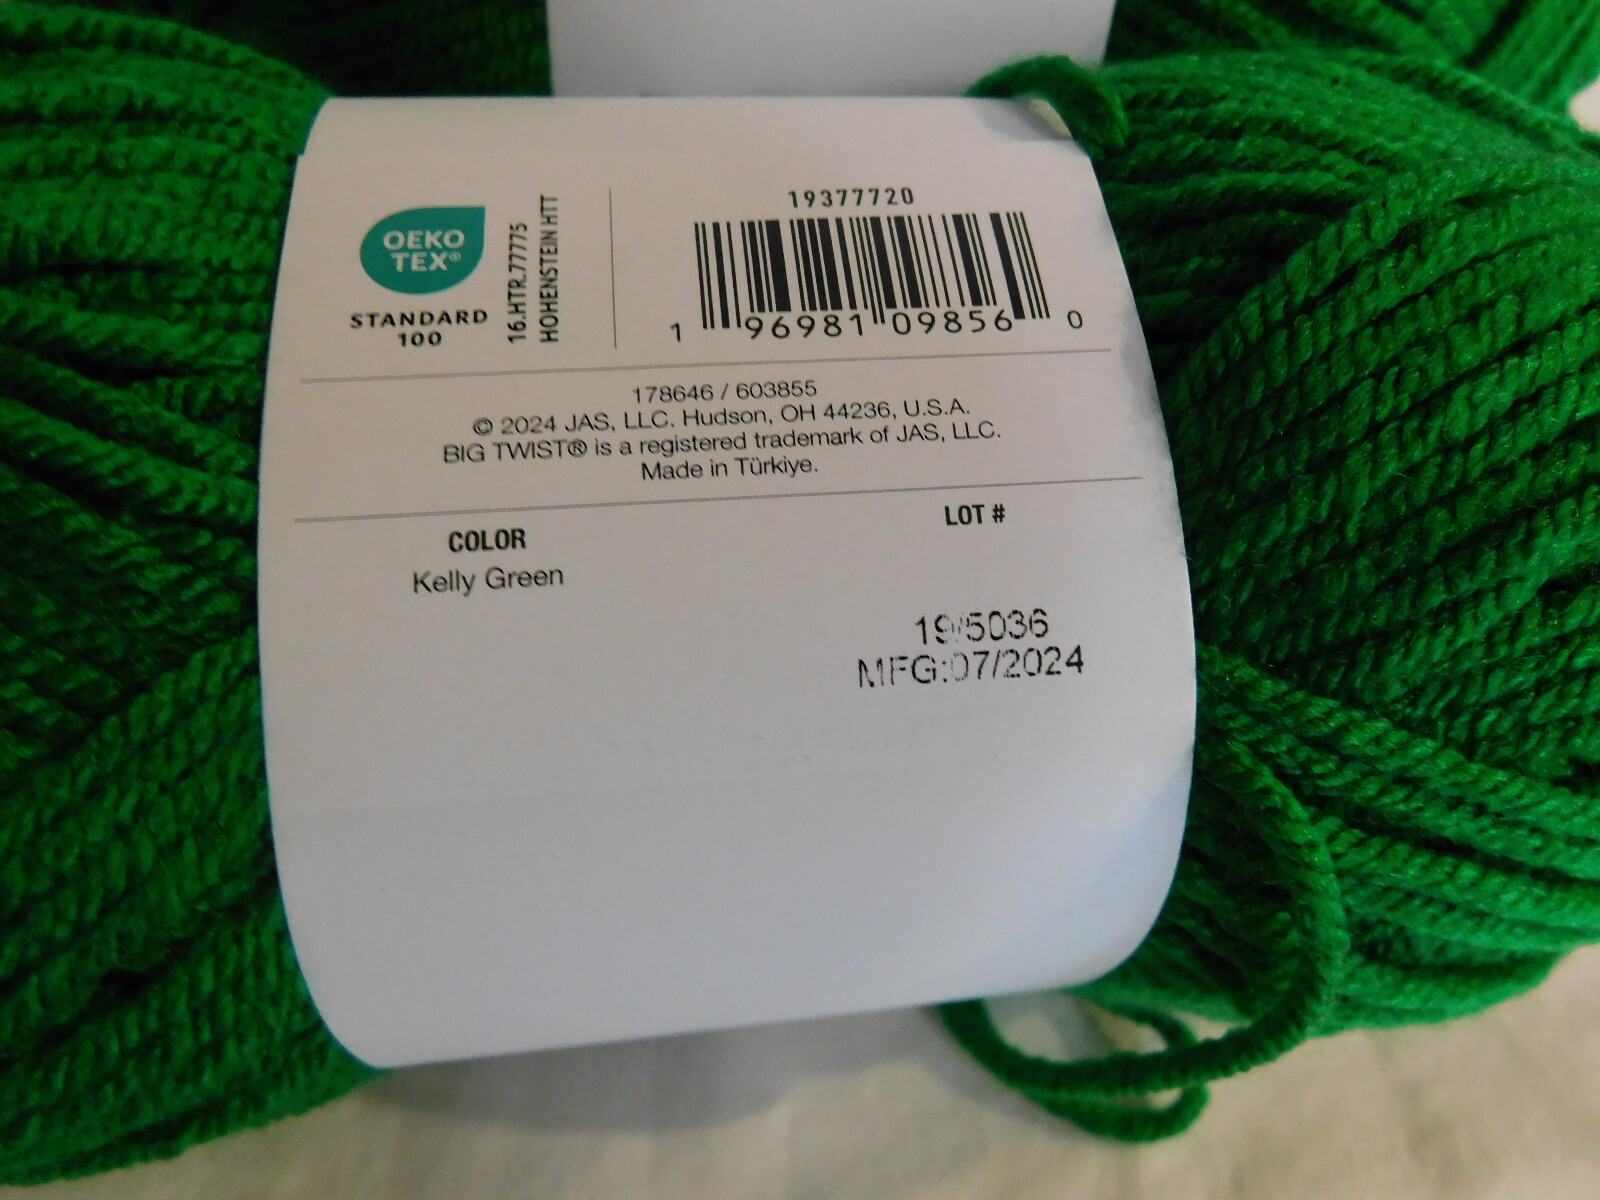 OEKO
TEX®
STANDARD
100
16.HTR.77775
HOHENSTEIN HTT
19377720
1 96981 09856 0
178646 / 603855
© 2024 JAS, LLC. Hudson, OH 44236, U.S.A.
BIG TWIST® is a registered trademark of JAS, LLC.
Made in Türkiye.
COLOR
Kelly Green
LOT #
19/5036
MFG:07/2024